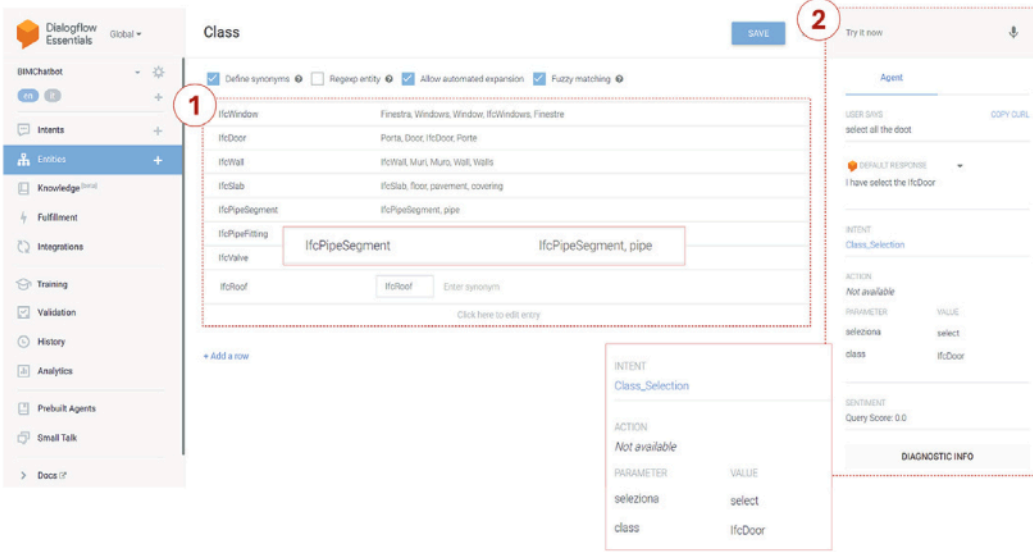 Dialogflow
Essentials
Global
BIMChatbot
en
it
Intents
Entities
Knowledge [beta]
Fulfillment
Integrations
Training
Validation
History
Analytics
Prebuilt Agents
Small Talk
Docs
Class
SAVE
Define synonyms
Regexp entity
Allow automated expansion
Fuzzy matching
1
IfcWindow Finestra, Windows, Window, IfcWindows, Finestre
IfcDoor Porta, Door, IfcDoor, Porte
IfcWall IfcWall, Muri, Muro, Wall, Walls
IfcSlab IfcSlab, floor, pavement, covering
IfcPipeSegment IfcPipeSegment, pipe
IfcPipeFitting
IfcPipeSegment IfcPipeSegment, pipe
IfcValve
IfcRoof IfcRoof Enter synonym
Click here to edit entry
+ Add a row
INTENT
Class_Selection
ACTION
Not available
PARAMETER VALUE
seleziona select
class IfcDoor
2
Try it now
Agent
USER SAYS COPY CURL
select all the doot
DEFAULT RESPONSE
I have select the IfcDoor
INTENT
Class_Selection
ACTION
Not available
PARAMETER VALUE
seleziona select
class IfcDoor
SENTIMENT
Query Score: 0.0
DIAGNOSTIC INFO